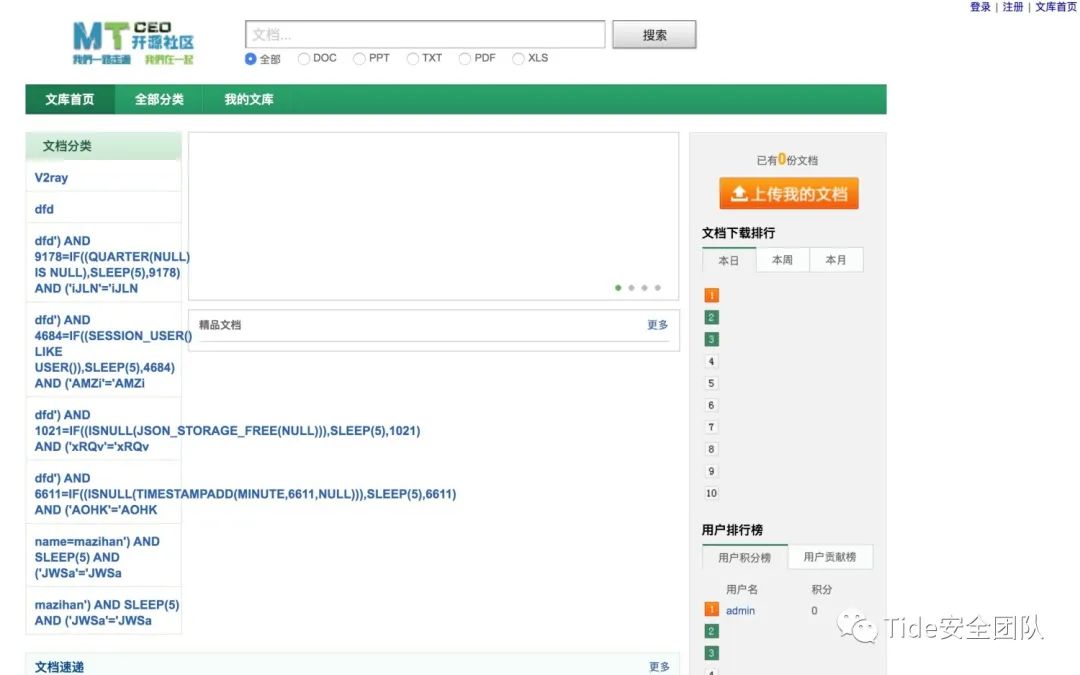 登录 | 注册 | 文库首页
MT CEO
开源社区
我們一路走過 我們在一起
文档...
搜索
全部 DOC PPT TXT PDF XLS
文库首页 全部分类 我的文库
文档分类
V2ray
dfd
dfd') AND
9178=IF((QUARTER(NULL)
IS NULL),SLEEP(5),9178)
AND ('iJLN'='iJLN
dfd') AND
4684=IF((SESSION_USER()
LIKE
USER()),SLEEP(5),4684)
AND ('AMZi'='AMZi
dfd') AND
1021=IF((ISNULL(JSON_STORAGE_FREE(NULL))),SLEEP(5),1021)
AND ('xRQv'='xRQv
dfd') AND
6611=IF((ISNULL(TIMESTAMPADD(MINUTE,6611,NULL))),SLEEP(5),6611)
AND ('AOHK'='AOHK
name=mazihan') AND
SLEEP(5) AND
('JWSa'='JWSa
mazihan') AND SLEEP(5)
AND ('JWSa'='JWSa
精品文档 更多
文档速递 更多
已有0份文档
上传我的文档
文档下载排行
本日 本周 本月
1
2
3
4
5
6
7
8
9
10
用户排行榜
用户积分榜 用户贡献榜
用户名 积分
1 admin 0
2
3
4
Tide安全团队